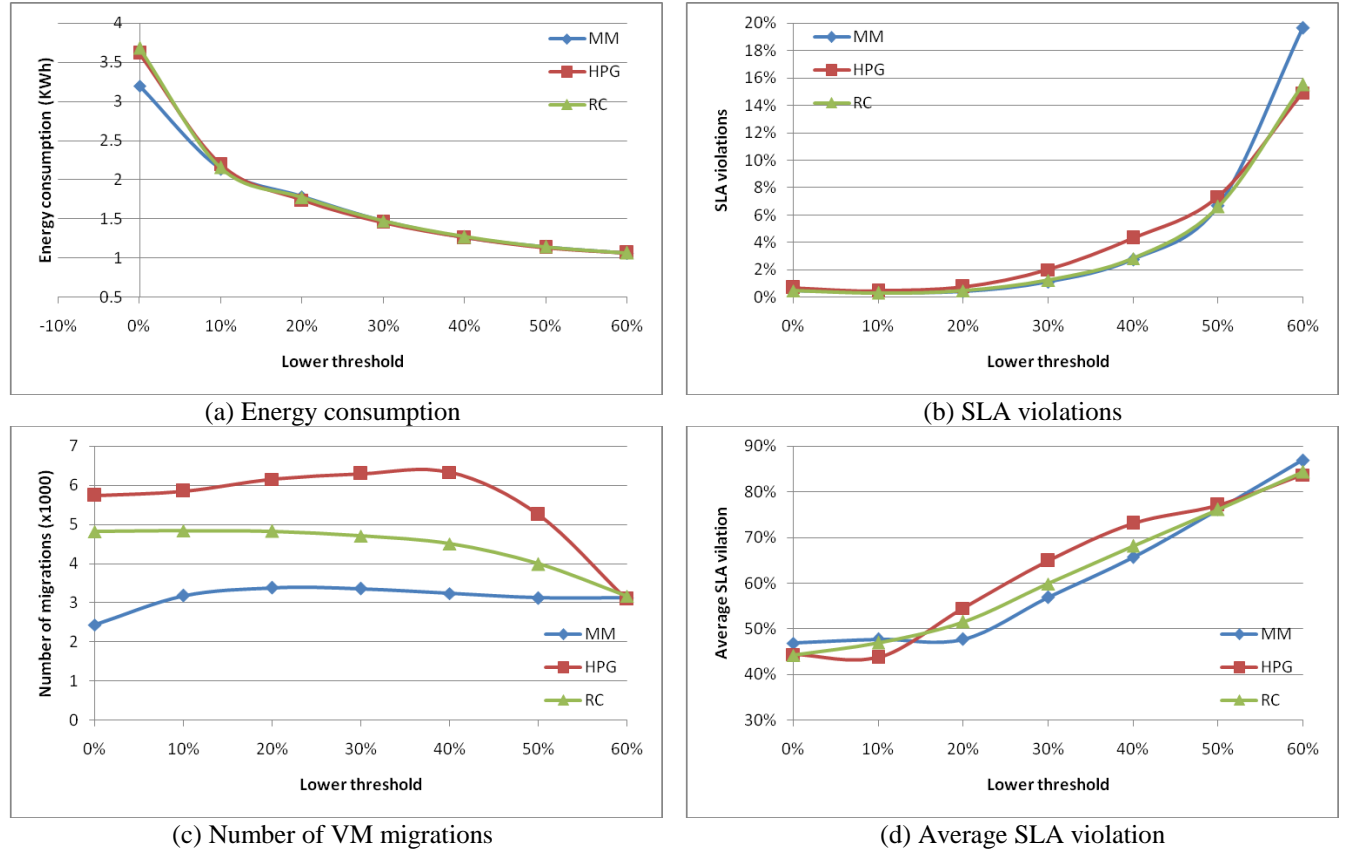 4
3.5
3
2.5
2
1.5
1
0.5
Energy consumption (KWh)
-10% 0% 10% 20% 30% 40% 50% 60%
Lower threshold
MM
HPG
RC
(a) Energy consumption
20%
18%
16%
14%
12%
10%
8%
6%
4%
2%
0%
SLA violations
0% 10% 20% 30% 40% 50% 60%
Lower threshold
MM
HPG
RC
(b) SLA violations
7
6
5
4
3
2
1
0
Number of migrations (x1000)
0% 10% 20% 30% 40% 50% 60%
Lower threshold
MM
HPG
RC
(c) Number of VM migrations
90%
80%
70%
60%
50%
40%
30%
Average SLA vilation
0% 10% 20% 30% 40% 50% 60%
Lower threshold
MM
HPG
RC
(d) Average SLA violation